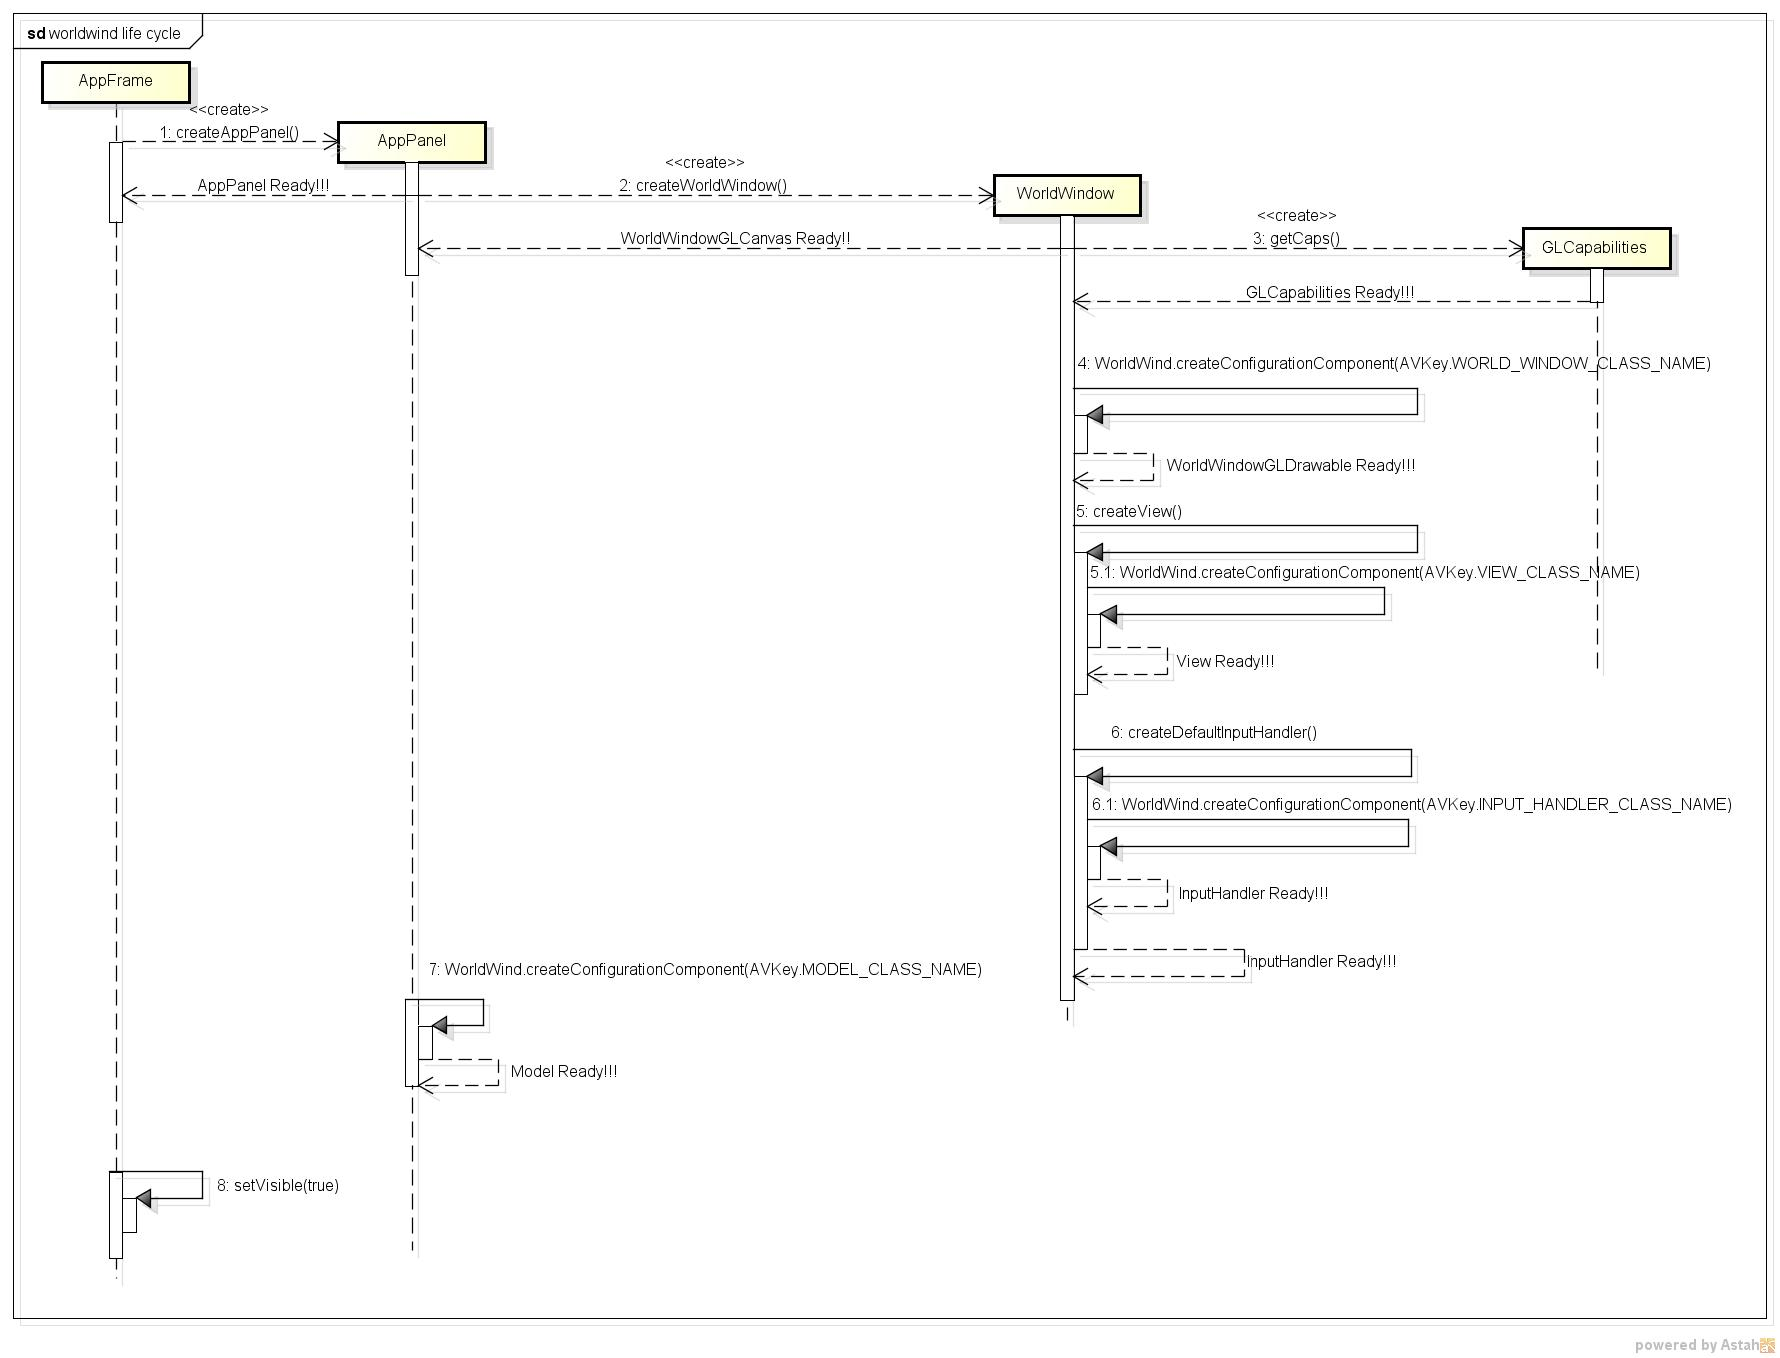 sd worldwind life cycle
AppFrame
<<create>>
1: createAppPanel()
AppPanel
<<create>>
AppPanel Ready!!!
2: createWorldWindow()
WorldWindow
<<create>>
WorldWindowGLCanvas Ready!!
3: getCaps()
GLCapabilities
GLCapabilities Ready!!!
4: WorldWind.createConfigurationComponent(AVKey.WORLD_WINDOW_CLASS_NAME)
WorldWindowGLDrawable Ready!!!
5: createView()
5.1: WorldWind.createConfigurationComponent(AVKey.VIEW_CLASS_NAME)
View Ready!!!
6: createDefaultInputHandler()
6.1: WorldWind.createConfigurationComponent(AVKey.INPUT_HANDLER_CLASS_NAME)
InputHandler Ready!!!
InputHandler Ready!!!
7: WorldWind.createConfigurationComponent(AVKey.MODEL_CLASS_NAME)
Model Ready!!!
8: setVisible(true)
powered by Astah